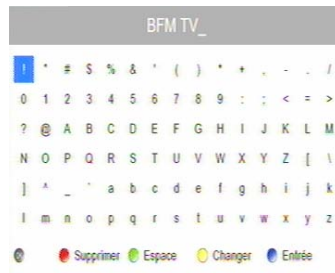 BFM TV_
! " # $ % & ' ( ) * + , - . /
0 1 2 3 4 5 6 7 8 9 : ; < = >
? @ A B C D E F G H I J K L M
N O P Q R S T U V W X Y Z [ \
] ^ _ ` a b c d e f g h i j k
l m n o p q r s t u v w x y z
Supprimer Espace Changer Entrée